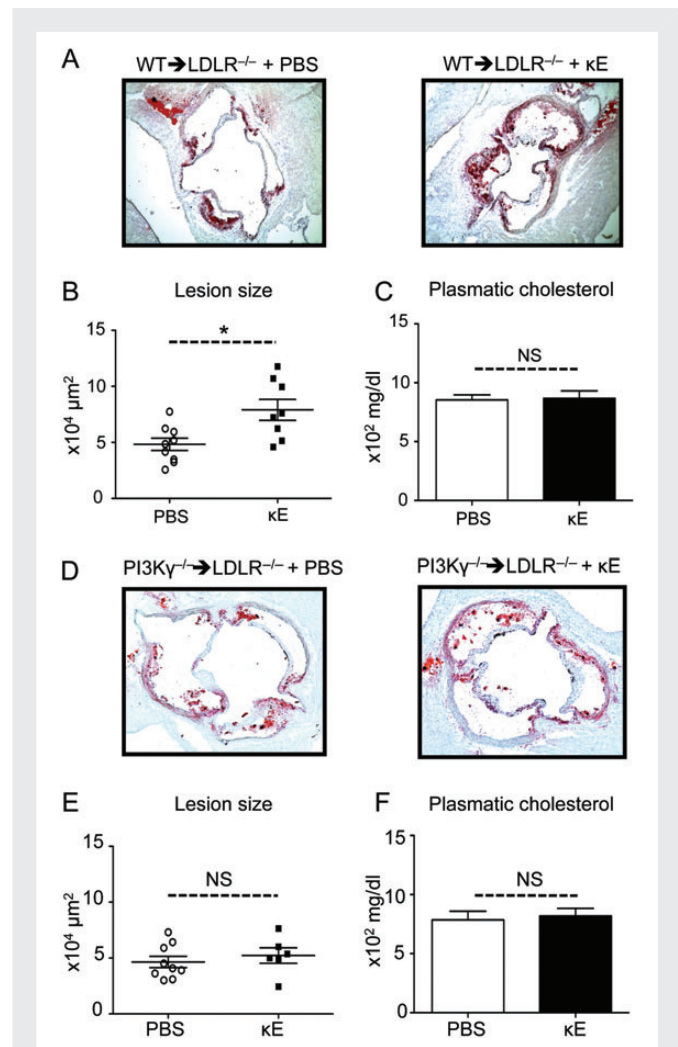 A
WT➔LDLR–/– + PBS
WT➔LDLR–/– + κE
B
Lesion size
x10⁴ µm²
15
10
5
0
*
PBS
κE
C
Plasmatic cholesterol
x10² mg/dl
15
10
5
0
NS
PBS
κE
D
PI3Kγ–/–➔LDLR–/– + PBS
PI3Kγ–/–➔LDLR–/– + κE
E
Lesion size
x10⁴ µm²
15
10
5
0
NS
PBS
κE
F
Plasmatic cholesterol
x10² mg/dl
15
10
5
0
NS
PBS
κE